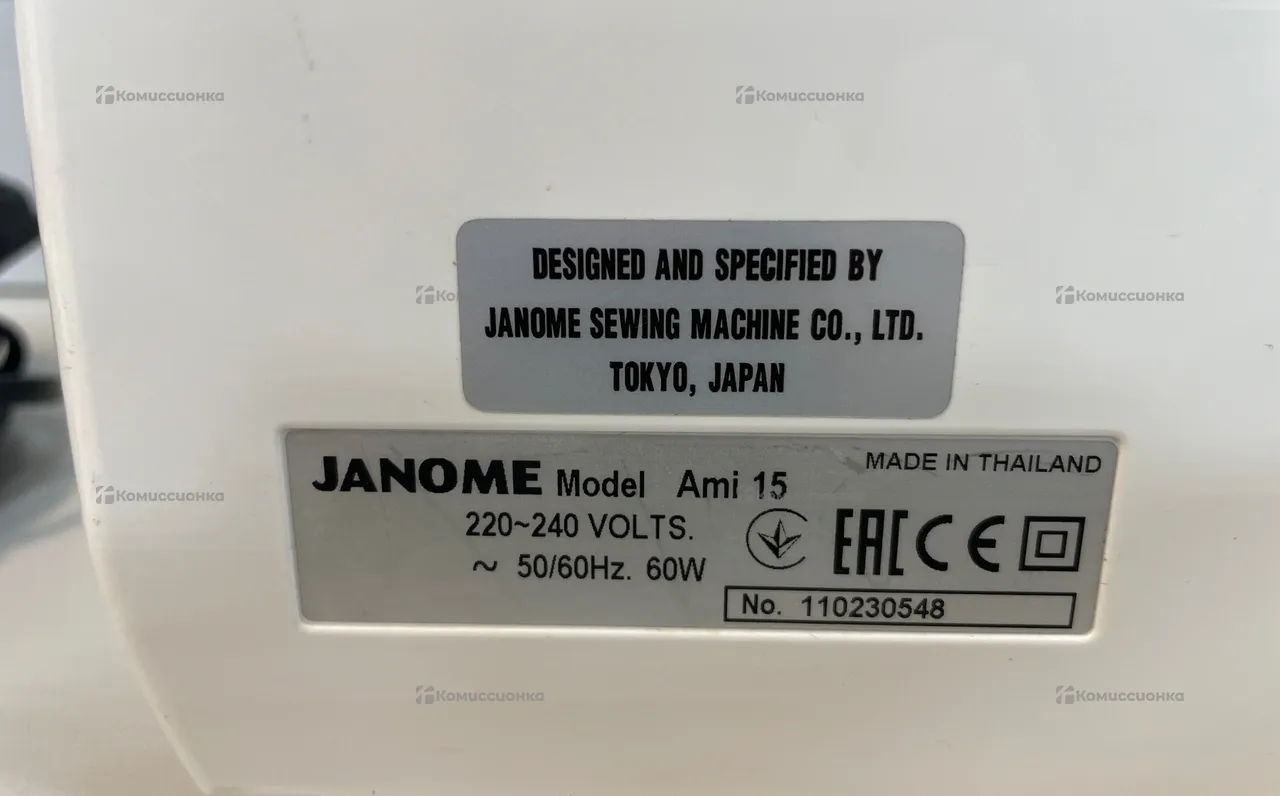 Комиссионка
Комиссионка
DESIGNED AND SPECIFIED BY
Ко
Комиссионка
JANOME SEWING MACHINE CO., LTD.
TOKYO, JAPAN
JANOME Model Ami 15
MADE IN THAILAND
Комиссионка
220~240 VOLTS.
~ 50/60Hz. 60W
EAC CE
No. 110230548
Комиссионка
Комиссионка